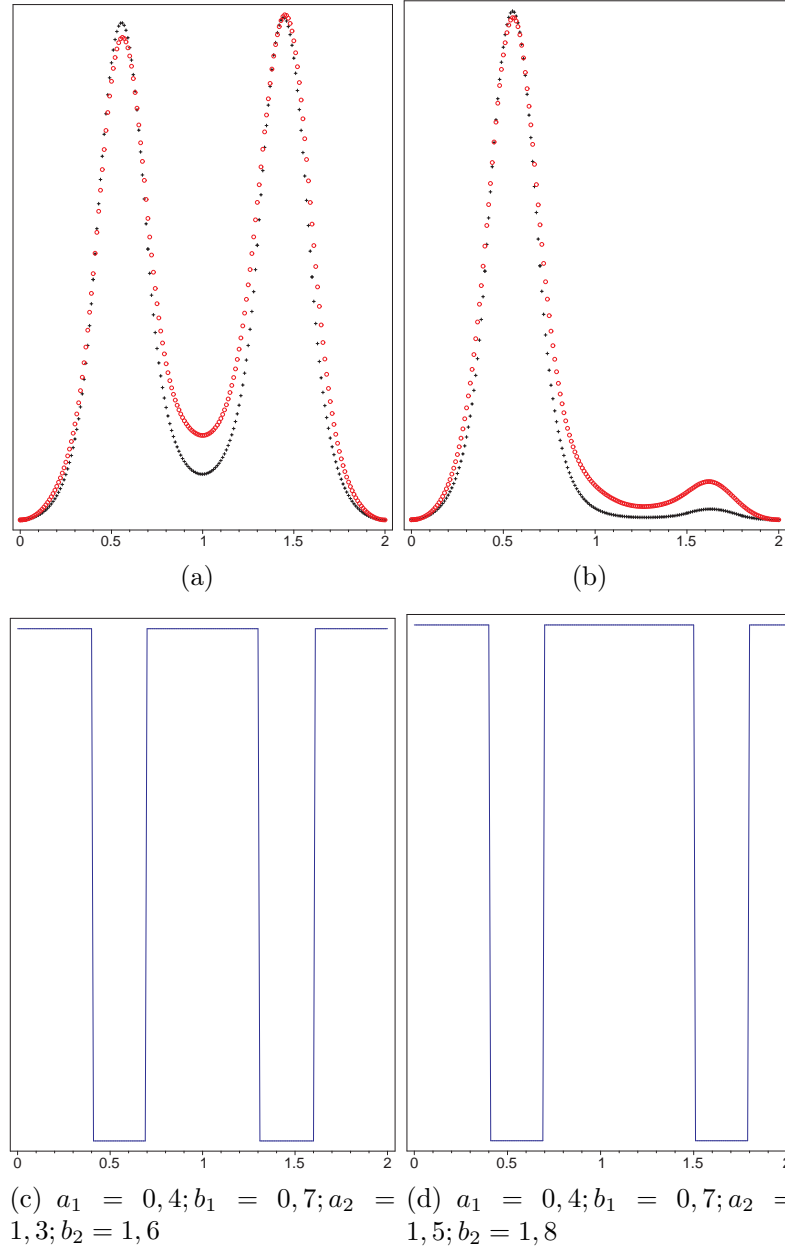 0 0.5 1 1.5 2
0 0.5 1 1.5 2
(a)
(b)
0 0.5 1 1.5 2
0 0.5 1 1.5 2
(c) a₁ = 0,4; b₁ = 0,7; a₂ =
1,3; b₂ = 1,6
(d) a₁ = 0,4; b₁ = 0,7; a₂ =
1,5; b₂ = 1,8